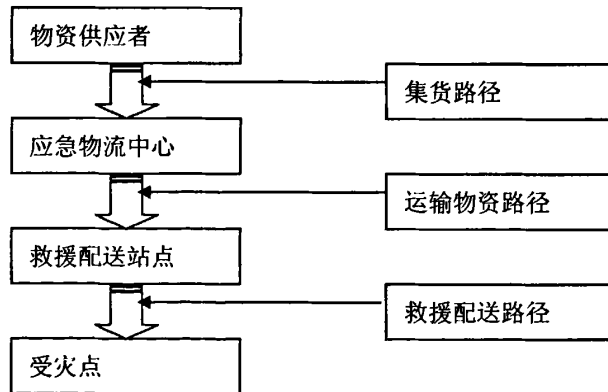 物资供应者
集货路径
应急物流中心
运输物资路径
救援配送站点
救援配送路径
受灾点